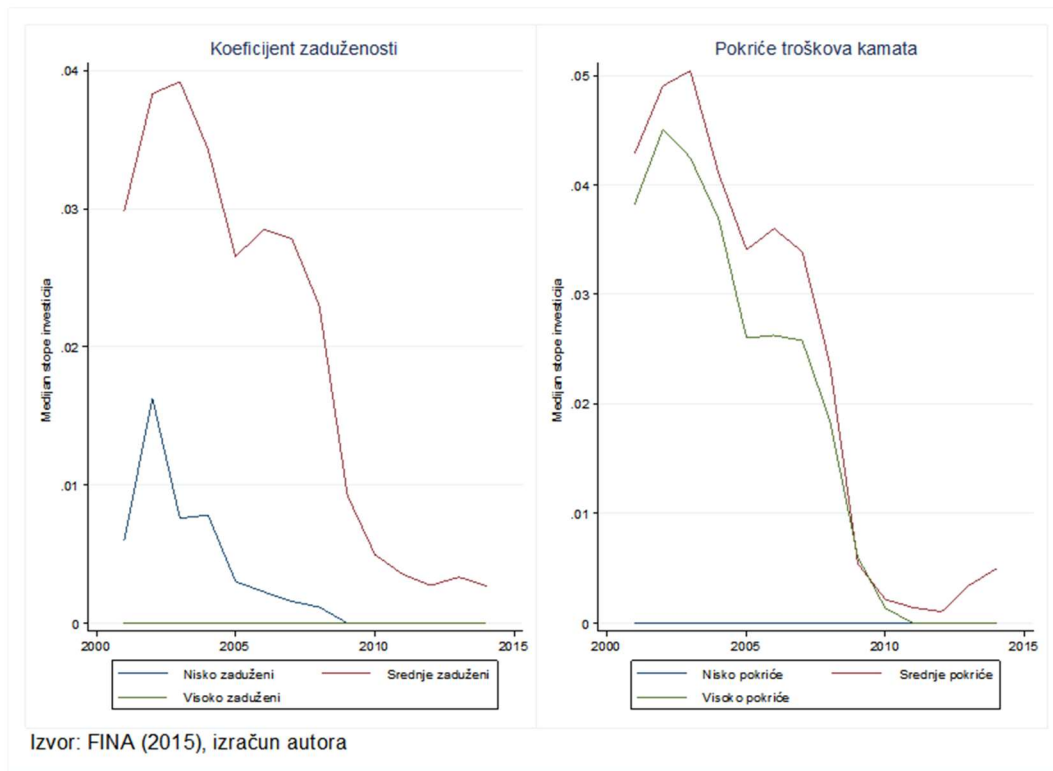 Koeficijent zaduženosti
Medijan stope investicija
.04
.03
.02
.01
0
2000 2005 2010 2015
Nisko zaduženi Srednje zaduženi
Visoko zaduženi
Pokriće troškova kamata
Medijan stope investicija
.05
.04
.03
.02
.01
0
2000 2005 2010 2015
Nisko pokriće Srednje pokriće
Visoko pokriće
Izvor: FINA (2015), izračun autora